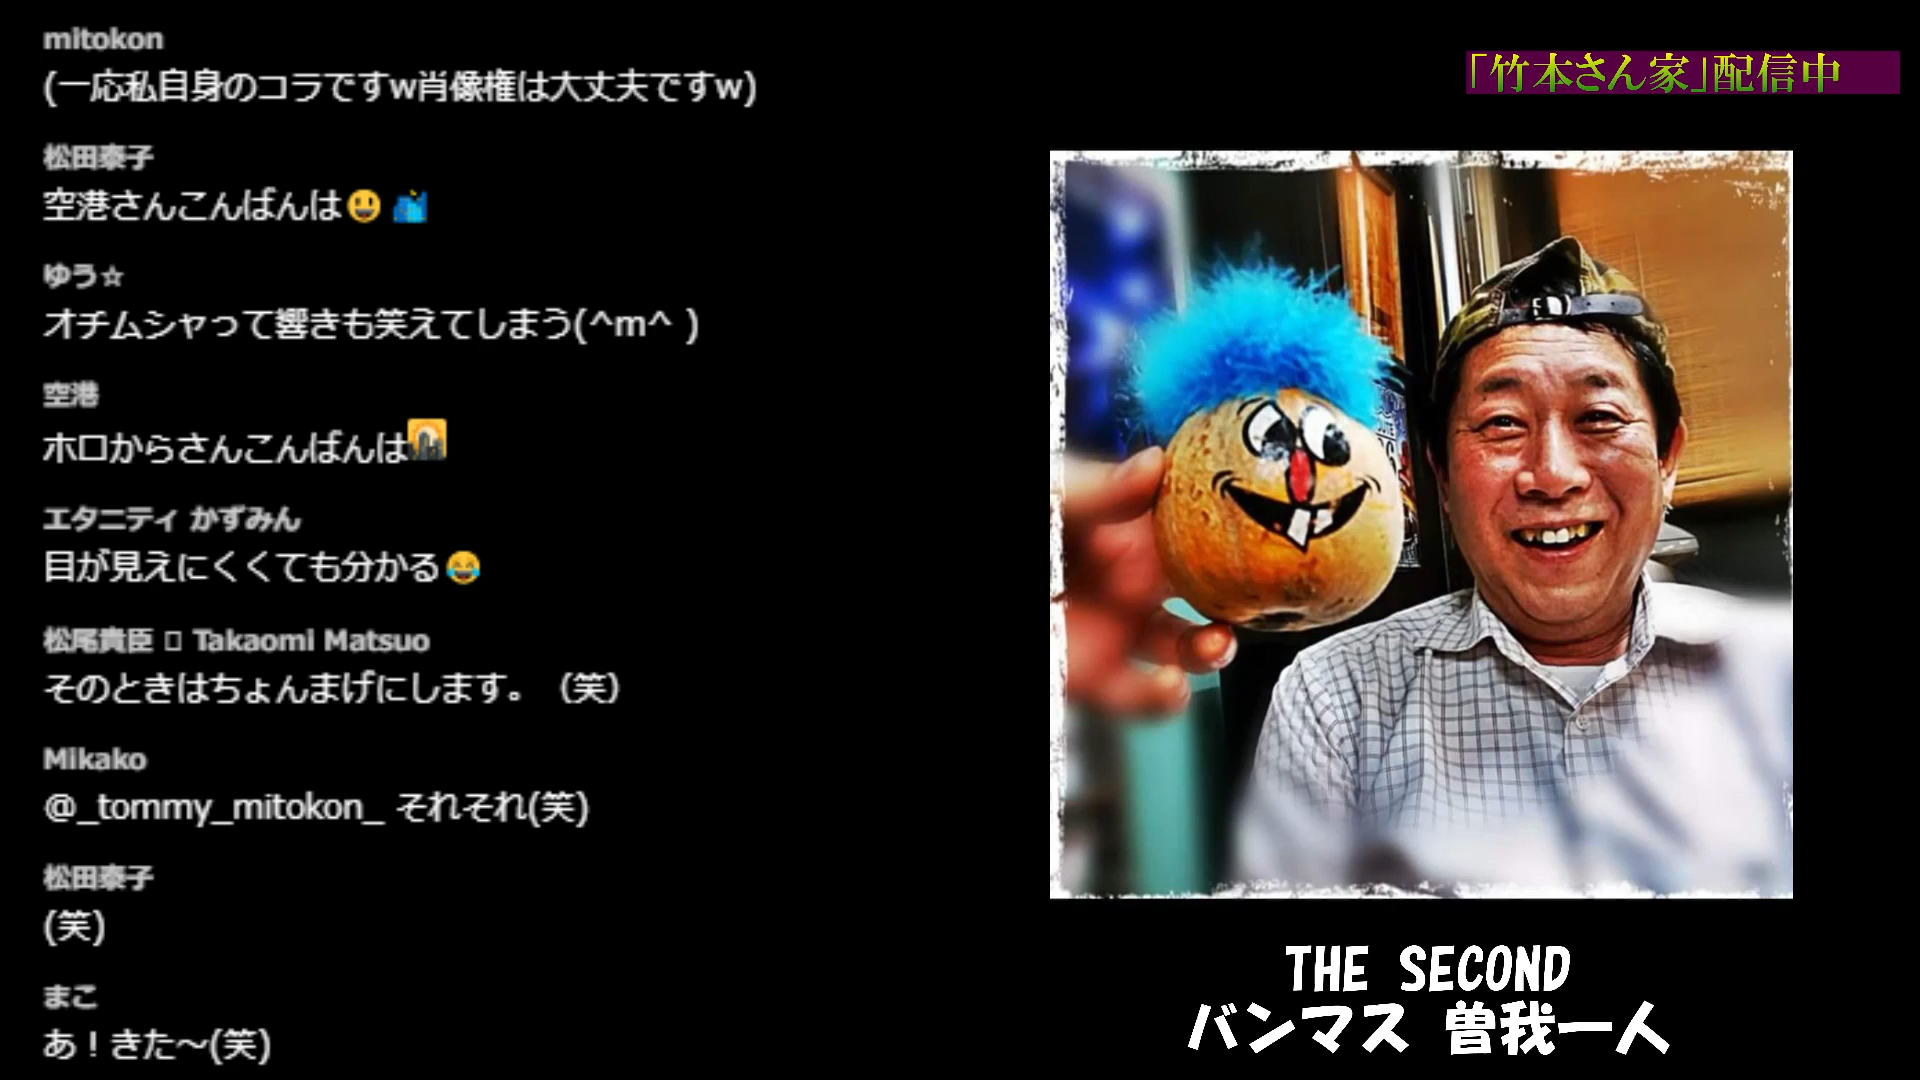 mitokon
(一応私自身のコラですw肖像権は大丈夫ですw)
松田泰子
空港さんこんばんは😃
ゆう☆
オチムシャって響きも笑えてしまう(^m^ )
空港
ホロからさんこんばんは
エタニティ かずみん
目が見えにくくても分かる😂
松尾貴臣 Takaomi Matsuo
そのときはちょんまげにします。（笑）
Mikako
@_tommy_mitokon_ それそれ(笑)
松田泰子
(笑)
まこ
あ！きた〜(笑)
「竹本さん家」配信中
THE SECOND
バンマス 曽我一人